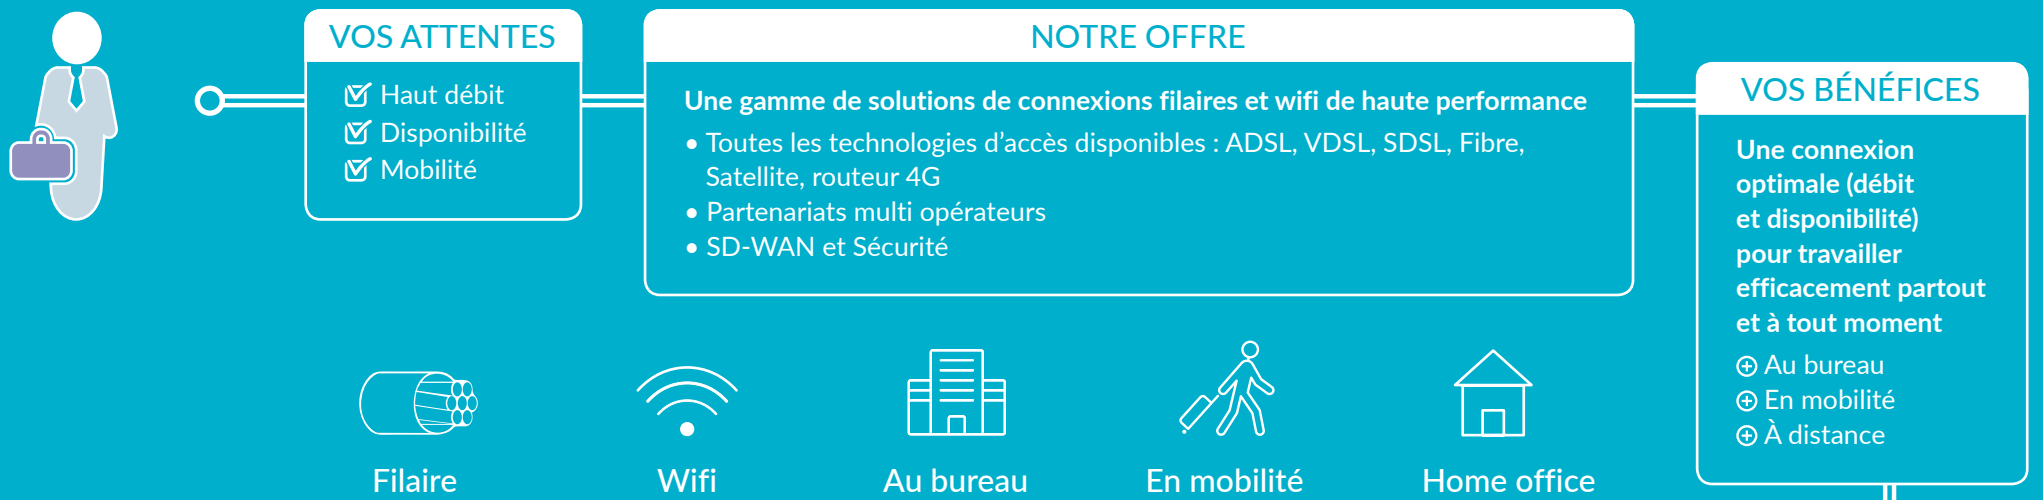 VOS ATTENTES
Haut débit
Disponibilité
Mobilité
NOTRE OFFRE
Une gamme de solutions de connexions filaires et wifi de haute performance
• Toutes les technologies d’accès disponibles : ADSL, VDSL, SDSL, Fibre,
Satellite, routeur 4G
• Partenariats multi opérateurs
• SD-WAN et Sécurité
VOS BÉNÉFICES
Une connexion
optimale (débit
et disponibilité)
pour travailler
efficacement partout
et à tout moment
Au bureau
En mobilité
À distance
Filaire
Wifi
Au bureau
En mobilité
Home office